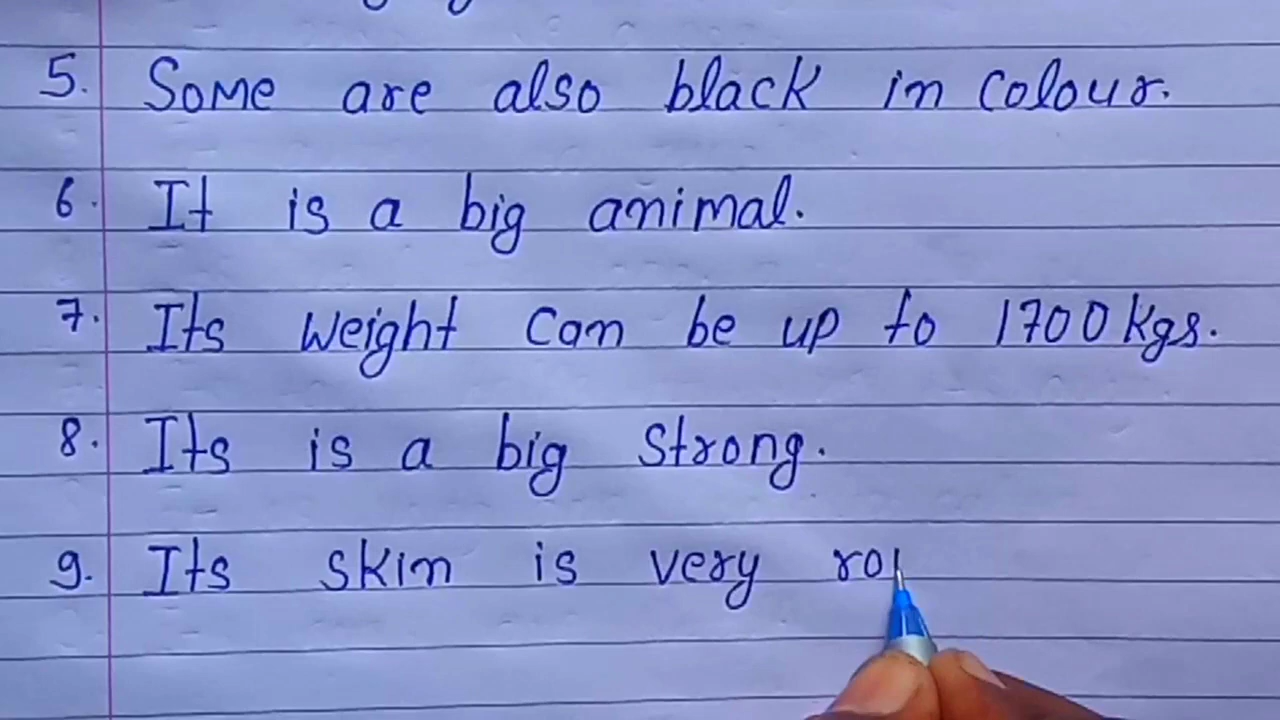 5. Some are also black in colour.
6. It is a big animal.
7. Its weight can be up to 1700 kgs.
8. Its is a big strong.
9. Its skin is very